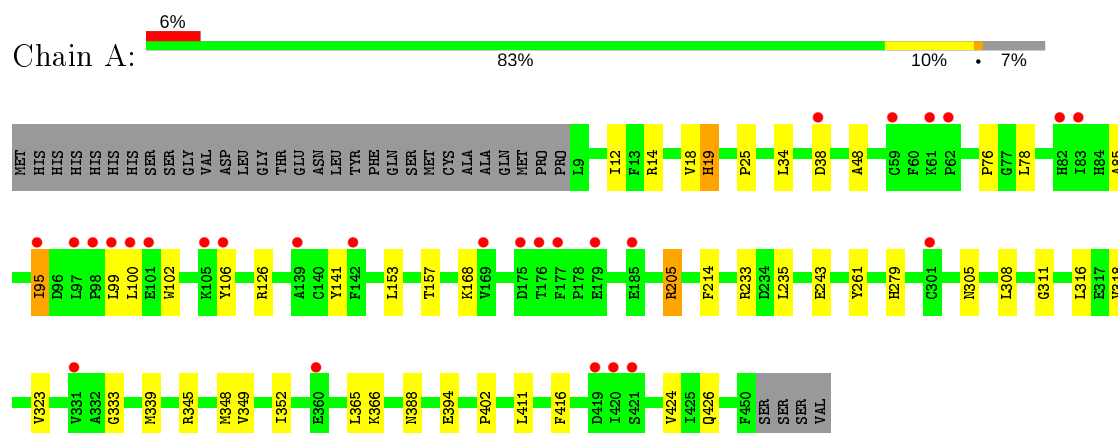 6%
Chain A:
83% 10% • 7%
MET HIS HIS HIS HIS HIS HIS SER SER GLY VAL ASP LEU GLY THR GLU ASN LEU TYR PHE GLN SER MET CYS ALA ALA GLN MET PRO PRO L9 I12 F13 R14 V18 H19 P25 L34 D38 A48 C59 F60 K61 P62 P76 G77 L78 H82 I83 H84 A85
I95 D96 L97 P98 L99 L100 E101 W102 K105 Y106 R126 A139 C140 Y141 F142 L153 T157 K168 V169 D175 T176 F177 P178 E179 E185 R205 F214 R233 D234 L235 E243 Y261 H279 C301 N305 L308 G311 L316 E317 V318
V323 V331 A332 G333 M339 R345 M348 V349 I352 E360 L365 K366 N388 E394 P402 L411 F416 D419 I420 S421 V424 I425 Q426 F450 SER SER SER VAL